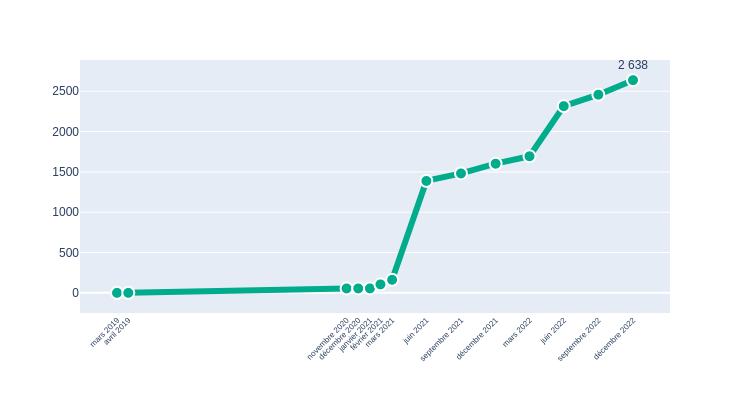 2 638
2500
2000
1500
1000
500
0
mars 2019
avril 2019
novembre 2020
décembre 2020
janvier 2021
février 2021
mars 2021
juin 2021
septembre 2021
décembre 2021
mars 2022
juin 2022
septembre 2022
décembre 2022